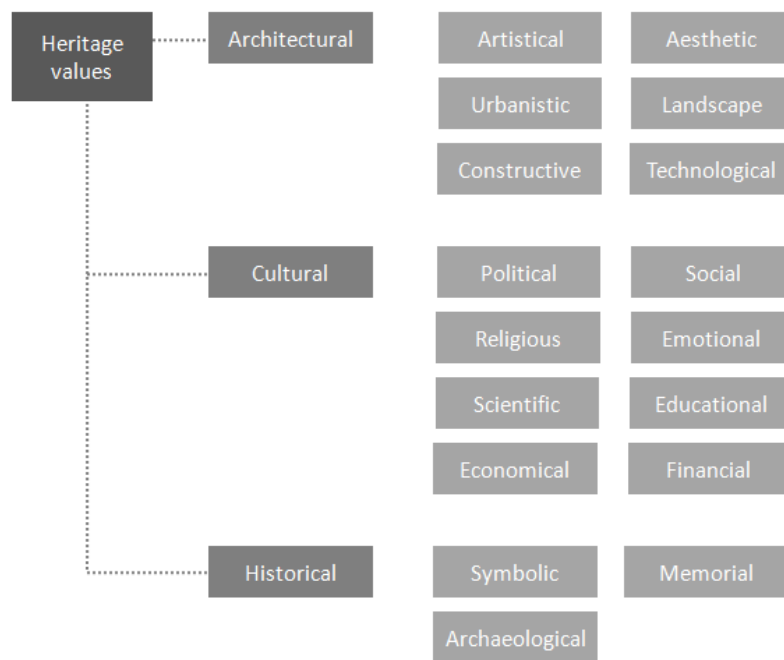 Heritage
values
Architectural
Artistical
Aesthetic
Urbanistic
Landscape
Constructive
Technological
Cultural
Political
Social
Religious
Emotional
Scientific
Educational
Economical
Financial
Historical
Symbolic
Memorial
Archaeological